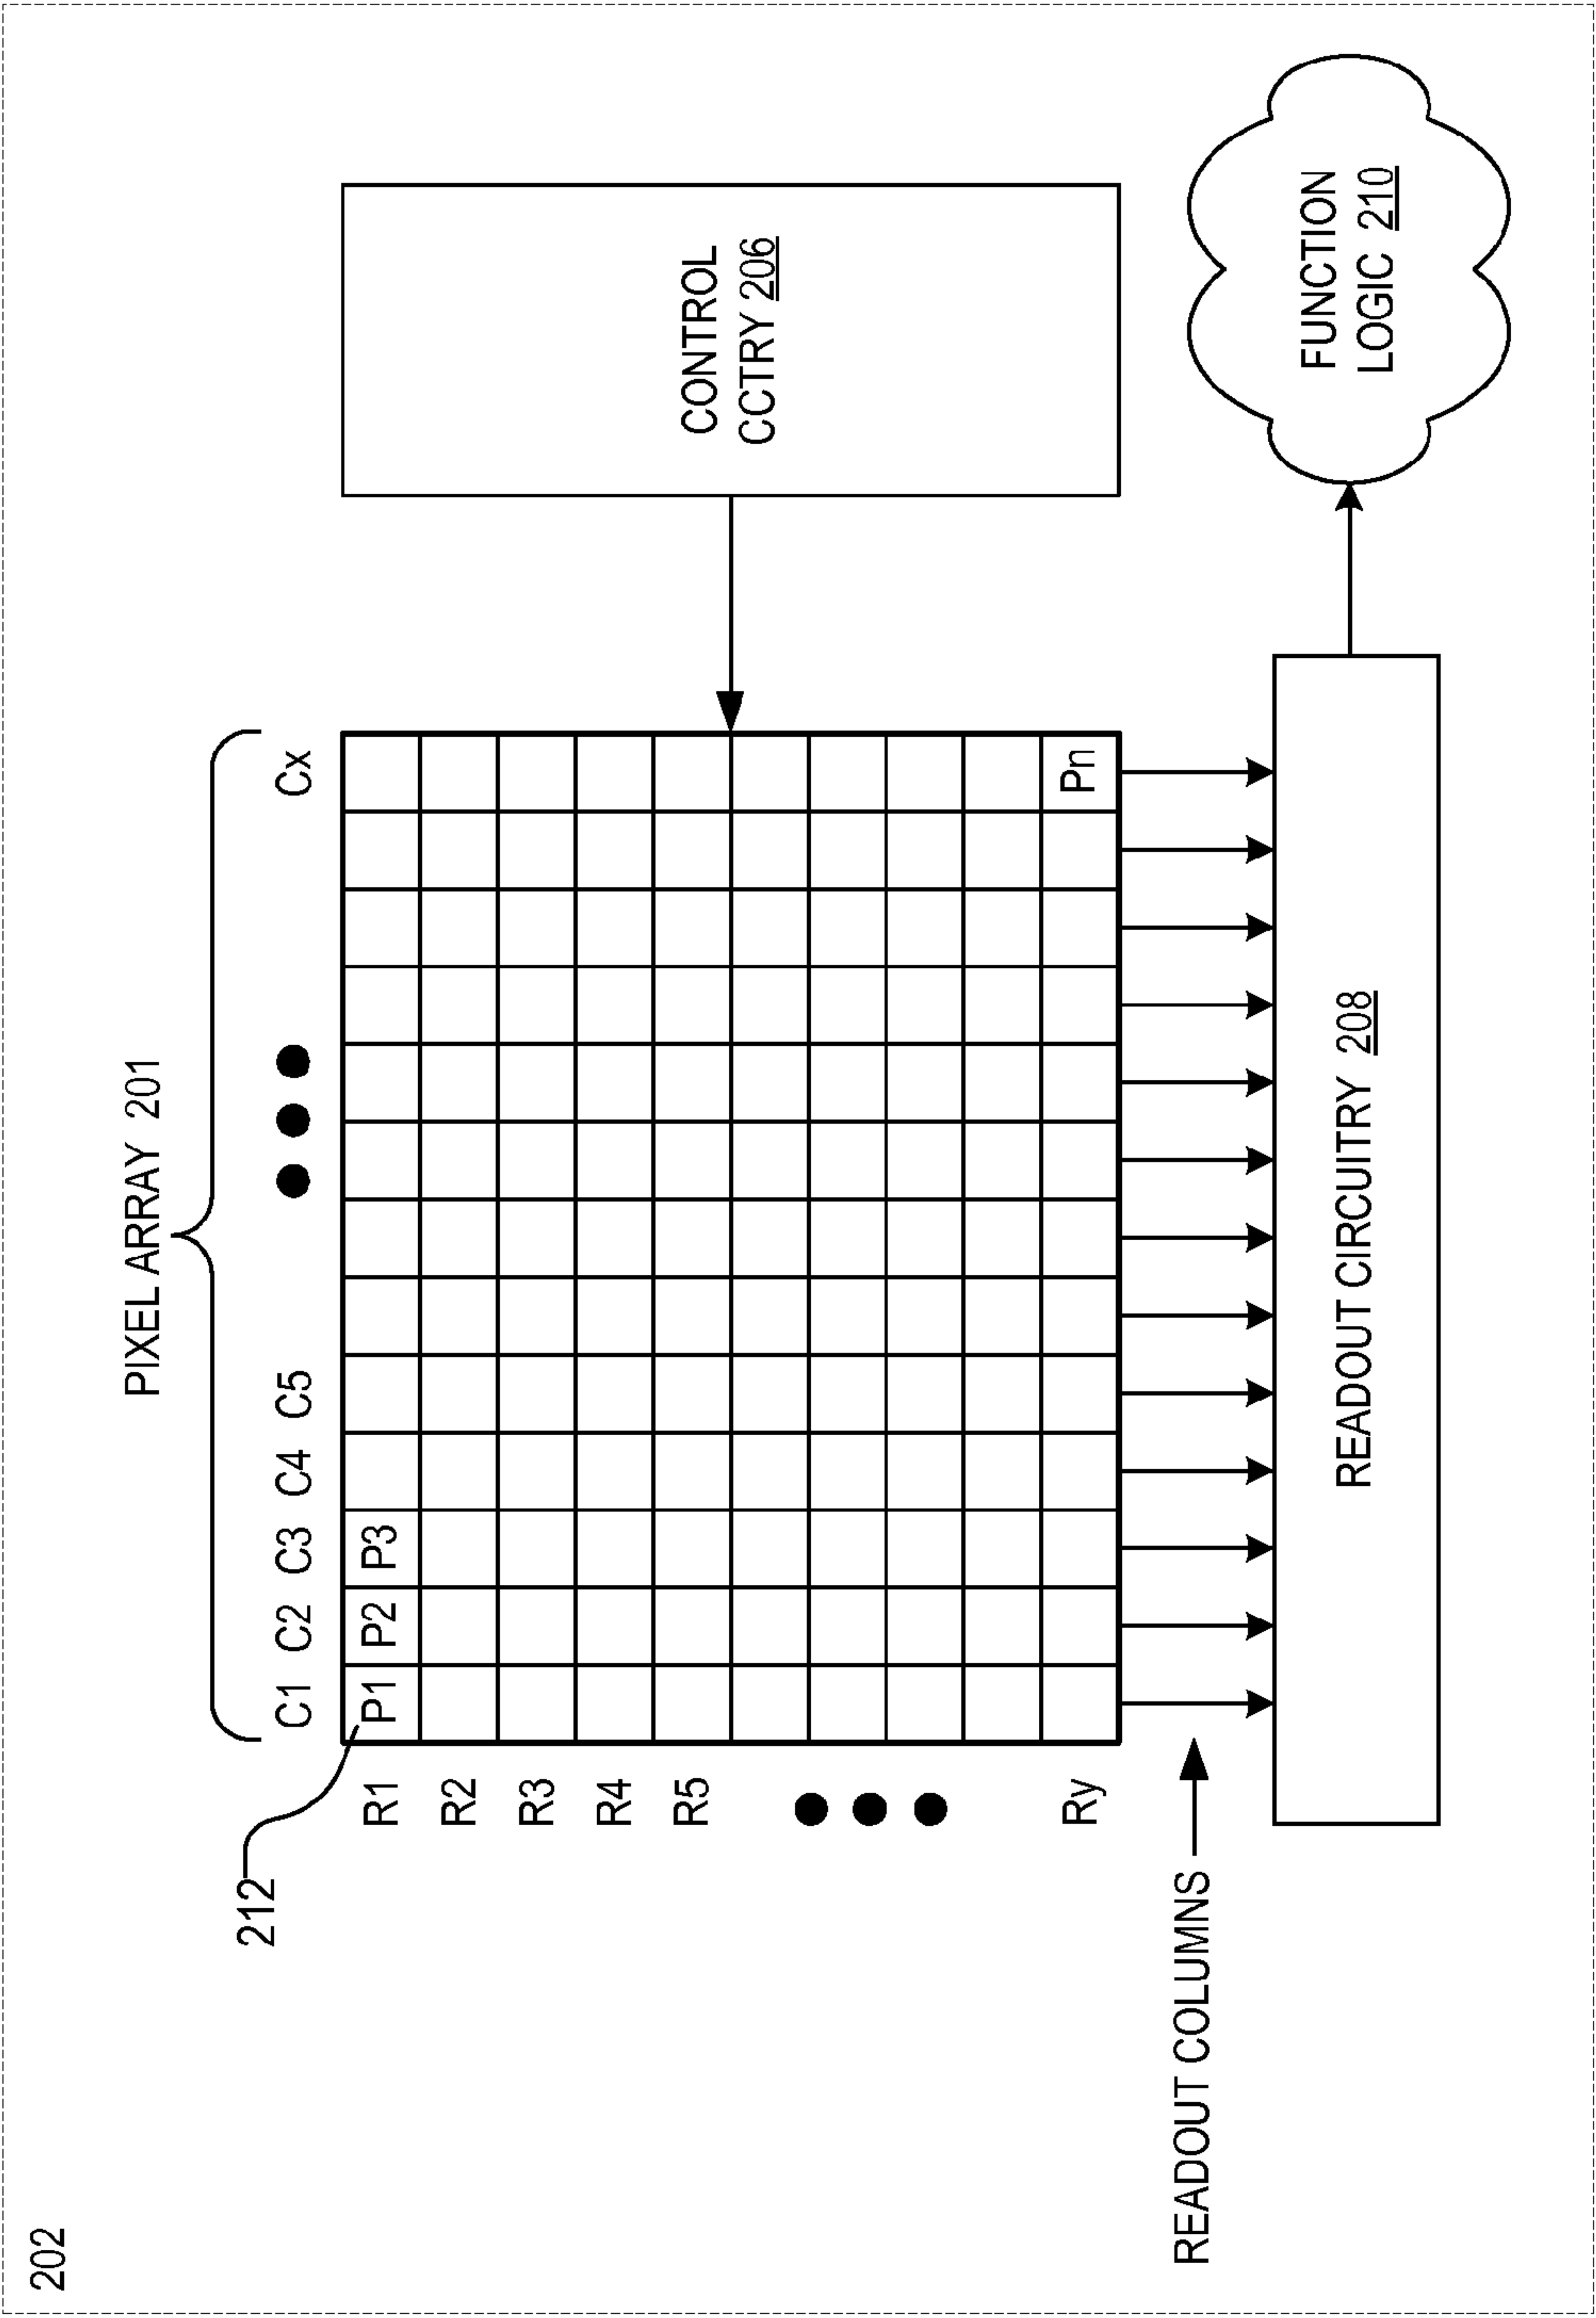 202
PIXEL ARRAY 201
212
C1 C2 C3 C4 C5 Cx
R1 P1 P2 P3
R2
R3
R4
R5
Ry Pn
CONTROL
CCTRY 206
READOUT COLUMNS
READOUT CIRCUITRY 208
FUNCTION
LOGIC 210